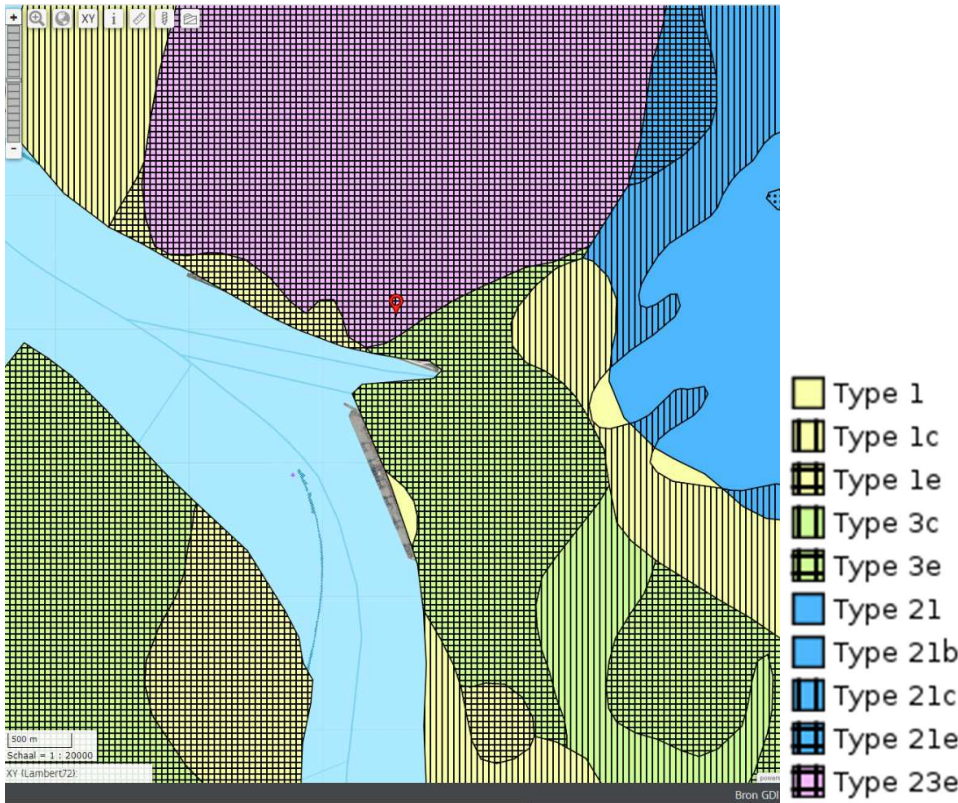 +
XY
i
-
500 m
Schaal = 1 : 20000
XY (Lambert72):
Bron GDI
Type 1
Type 1c
Type 1e
Type 3c
Type 3e
Type 21
Type 21b
Type 21c
Type 21e
Type 23e